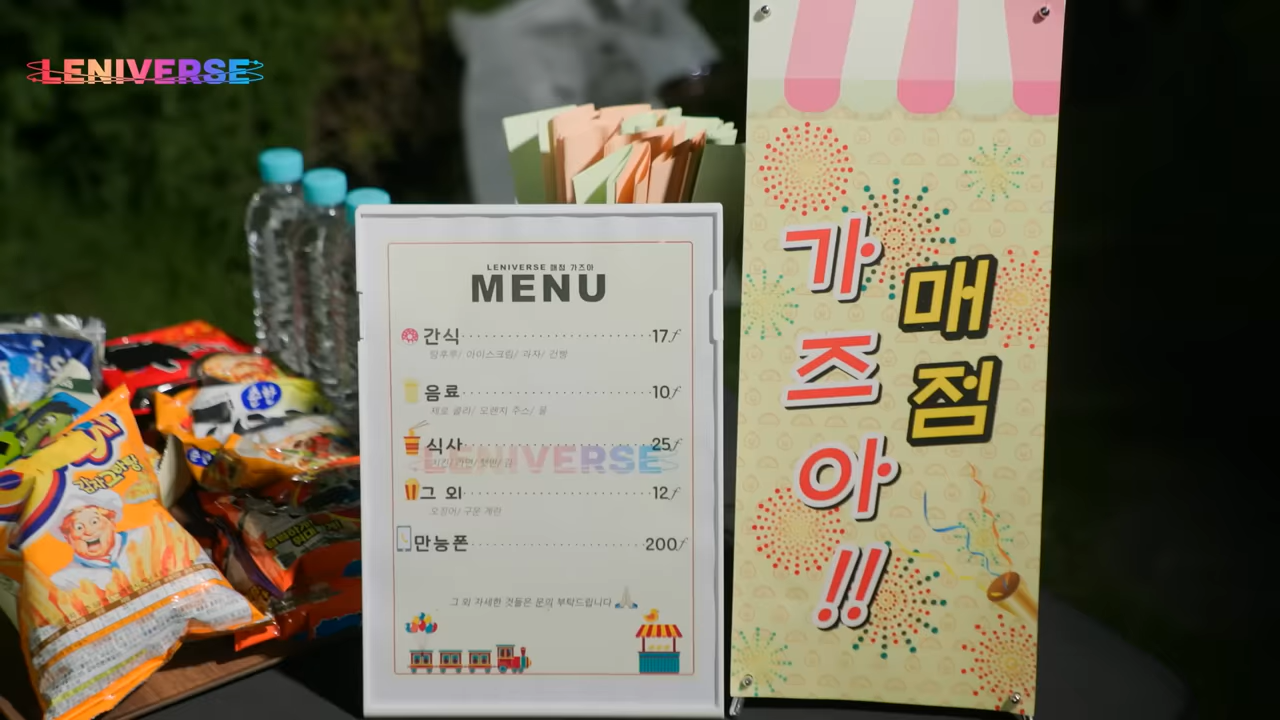 LENIVERSE
LENIVERSE 매점 가즈아
MENU
간식 17f
탕후루/ 아이스크림/ 과자/ 건빵
음료 10f
제로 콜라/ 오렌지 주스/ 물
식사 25f
LENIVERSE
그 외 12f
오징어/ 구운 계란
만능폰 200f
그 외 자세한 것들은 문의 부탁드립니다
매점
가즈아!!
감자